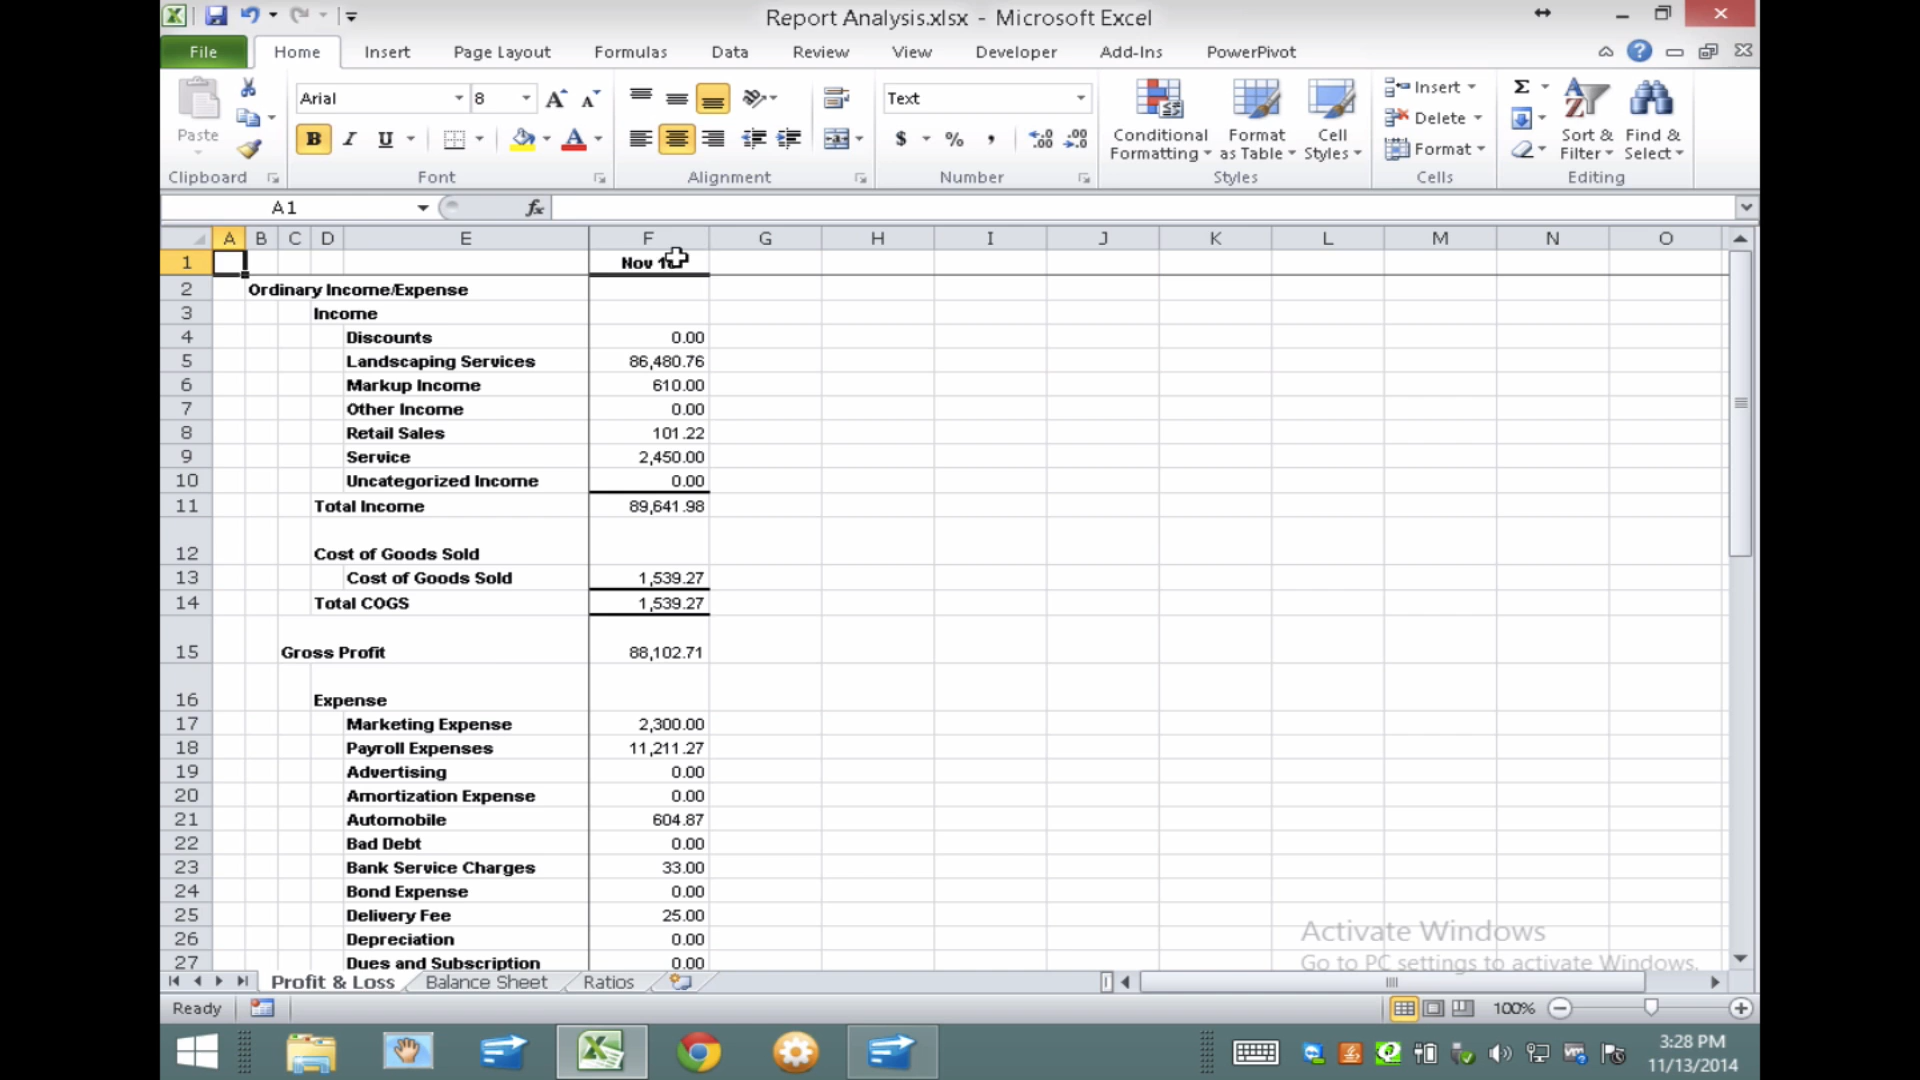 Report Analysis.xlsx - Microsoft Excel
File Home Insert Page Layout Formulas Data Review View Developer Add-Ins PowerPivot
Arial 8 Text
Paste
B I U $ % ,
Conditional Formatting Format as Table Cell Styles
Insert
Delete
Format
Sort & Filter Find & Select
Clipboard Font Alignment Number Styles Cells Editing
A1 fx
A B C D E F G H I J K L M N O
1 Nov
2 Ordinary Income/Expense
3 Income
4 Discounts 0.00
5 Landscaping Services 86,480.76
6 Markup Income 610.00
7 Other Income 0.00
8 Retail Sales 101.22
9 Service 2,450.00
10 Uncategorized Income 0.00
11 Total Income 89,641.98
12 Cost of Goods Sold
13 Cost of Goods Sold 1,539.27
14 Total COGS 1,539.27
15 Gross Profit 88,102.71
16 Expense
17 Marketing Expense 2,300.00
18 Payroll Expenses 11,211.27
19 Advertising 0.00
20 Amortization Expense 0.00
21 Automobile 604.87
22 Bad Debt 0.00
23 Bank Service Charges 33.00
24 Bond Expense 0.00
25 Delivery Fee 25.00
26 Depreciation 0.00
27 Dues and Subscription 0.00
Activate Windows
Go to PC settings to activate Windows.
Profit & Loss Balance Sheet Ratios
Ready 100%
3:28 PM
11/13/2014